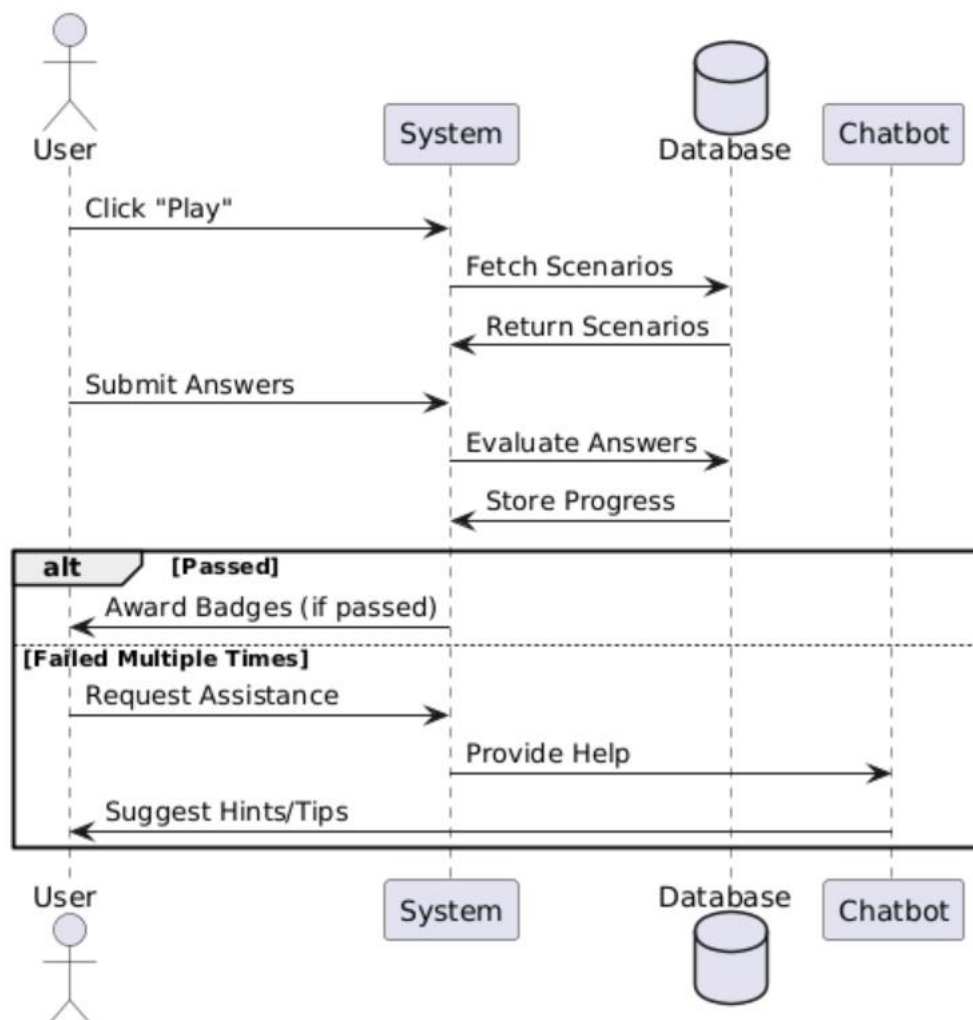 User
System
Database
Chatbot
Click "Play"
Fetch Scenarios
Return Scenarios
Submit Answers
Evaluate Answers
Store Progress
alt [Passed]
Award Badges (if passed)
[Failed Multiple Times]
Request Assistance
Provide Help
Suggest Hints/Tips
User
System
Database
Chatbot